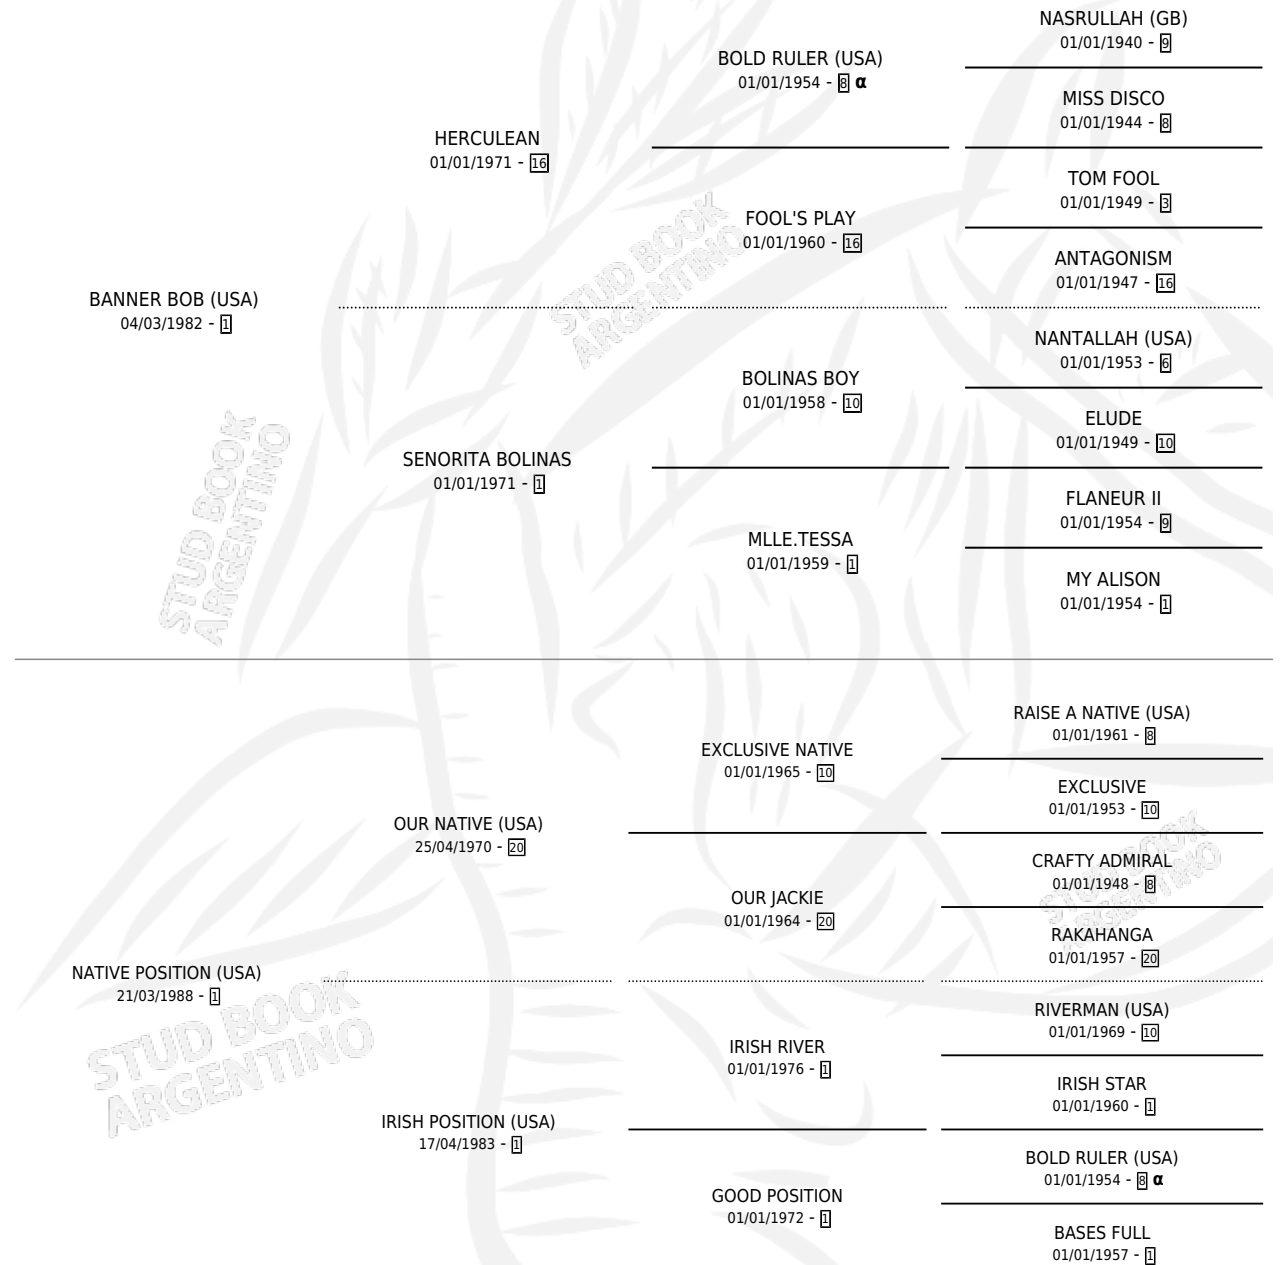 NASRULLAH (GB)
01/01/1940 - 9
BOLD RULER (USA)
01/01/1954 - 8 α
MISS DISCO
01/01/1944 - 8
HERCULEAN
01/01/1971 - 16
TOM FOOL
01/01/1949 - 3
FOOL'S PLAY
01/01/1960 - 16
ANTAGONISM
01/01/1947 - 16
BANNER BOB (USA)
04/03/1982 - 1
NANTALLAH (USA)
01/01/1953 - 6
BOLINAS BOY
01/01/1958 - 10
ELUDE
01/01/1949 - 10
SENORITA BOLINAS
01/01/1971 - 1
FLANEUR II
01/01/1954 - 9
MLLE.TESSA
01/01/1959 - 1
MY ALISON
01/01/1954 - 1
RAISE A NATIVE (USA)
01/01/1961 - 8
EXCLUSIVE NATIVE
01/01/1965 - 10
EXCLUSIVE
01/01/1953 - 10
OUR NATIVE (USA)
25/04/1970 - 20
CRAFTY ADMIRAL
01/01/1948 - 8
OUR JACKIE
01/01/1964 - 20
RAKAHANGA
01/01/1957 - 20
NATIVE POSITION (USA)
21/03/1988 - 1
RIVERMAN (USA)
01/01/1969 - 10
IRISH RIVER
01/01/1976 - 1
IRISH STAR
01/01/1960 - 1
IRISH POSITION (USA)
17/04/1983 - 1
BOLD RULER (USA)
01/01/1954 - 8 α
GOOD POSITION
01/01/1972 - 1
BASES FULL
01/01/1957 - 1
STUD BOOK
ARGENTINO
STUD BOOK
ARGENTINO
STUD BOOK
ARGENTINO
STUD BOOK
ARGENTINO